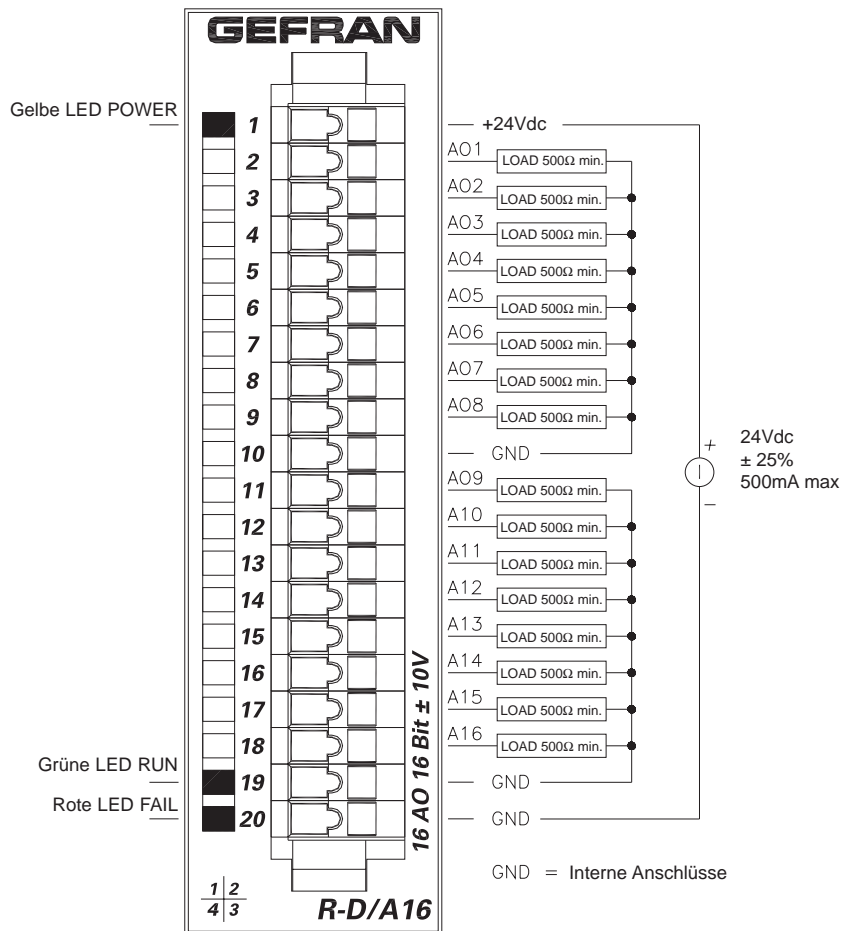 GEFRAN
Gelbe LED POWER
1
+24Vdc
2
AO1
LOAD 500Ω min.
3
AO2
LOAD 500Ω min.
4
AO3
LOAD 500Ω min.
5
AO4
LOAD 500Ω min.
6
AO5
LOAD 500Ω min.
7
AO6
LOAD 500Ω min.
8
AO7
LOAD 500Ω min.
9
AO8
LOAD 500Ω min.
10
GND
11
AO9
LOAD 500Ω min.
12
A10
LOAD 500Ω min.
13
A11
LOAD 500Ω min.
14
A12
LOAD 500Ω min.
15
A13
LOAD 500Ω min.
16
A14
LOAD 500Ω min.
17
A15
LOAD 500Ω min.
18
A16
LOAD 500Ω min.
Grüne LED RUN
19
GND
Rote LED FAIL
20
GND
+
24Vdc
± 25%
500mA max
−
16 AO 16 Bit ± 10V
GND = Interne Anschlüsse
1 2
4 3
R-D/A16